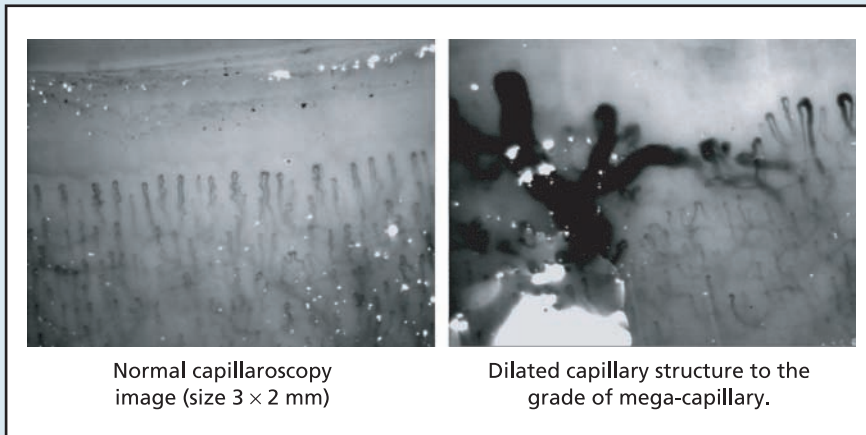 Normal capillaroscopy
image (size 3 × 2 mm)
Dilated capillary structure to the
grade of mega-capillary.